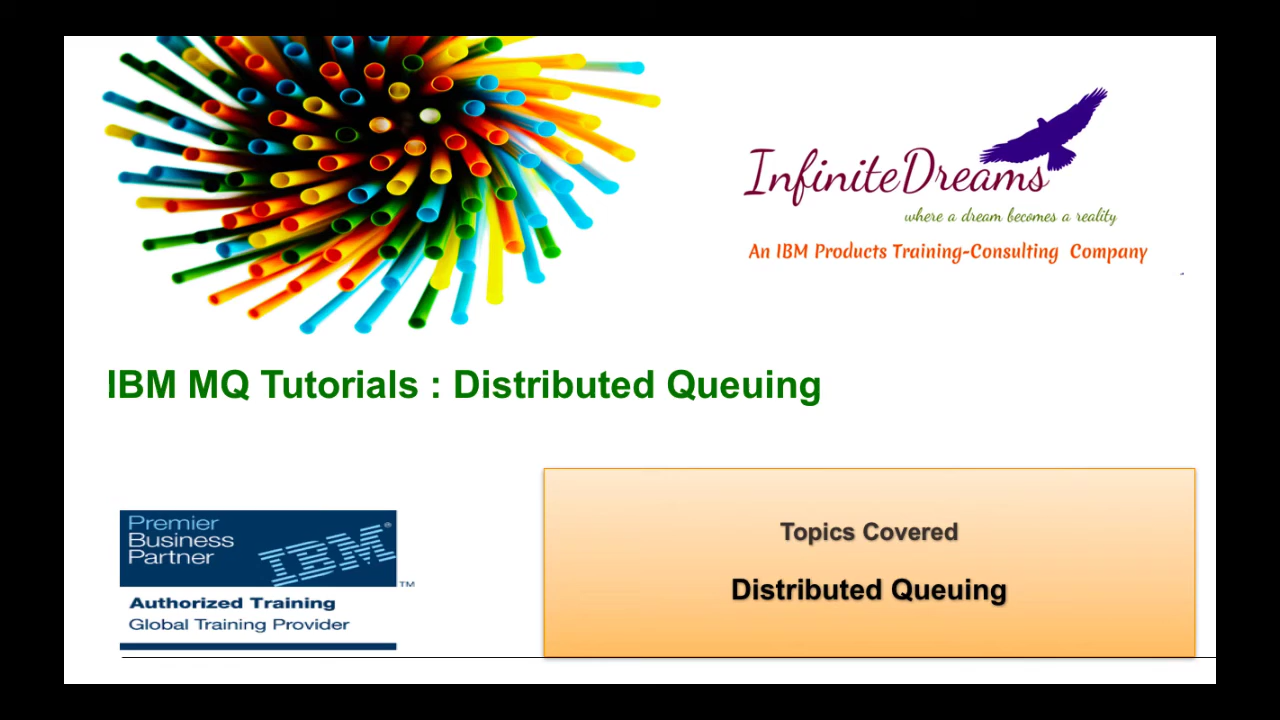 InfiniteDreams
where a dream becomes a reality
An IBM Products Training-Consulting Company
IBM MQ Tutorials : Distributed Queuing
Premier
Business
Partner
IBM®
™
Authorized Training
Global Training Provider
Topics Covered
Distributed Queuing